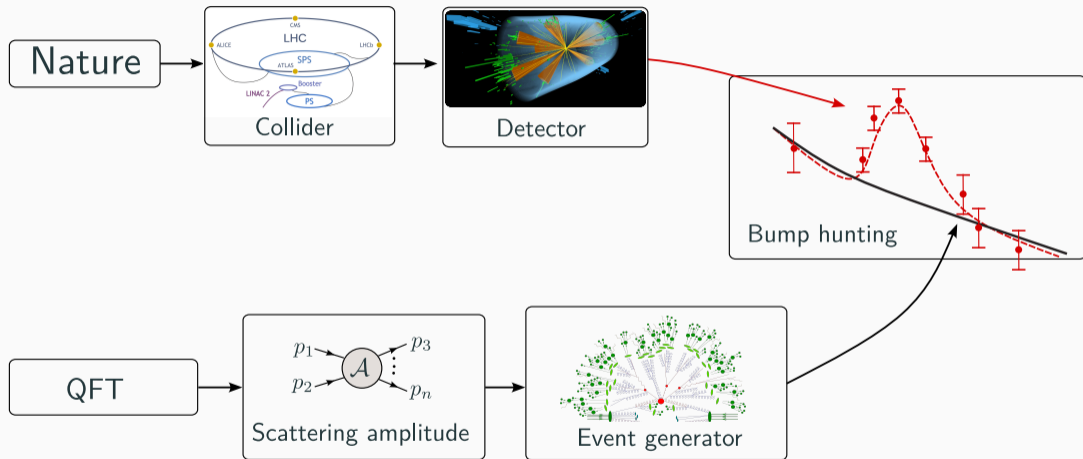 Nature
CMS
LHC
ALICE
LHCb
SPS
ATLAS
Booster
LINAC 2
PS
Collider
Detector
Bump hunting
QFT
p₁
p₂
𝒜
p₃
pₙ
Scattering amplitude
Event generator